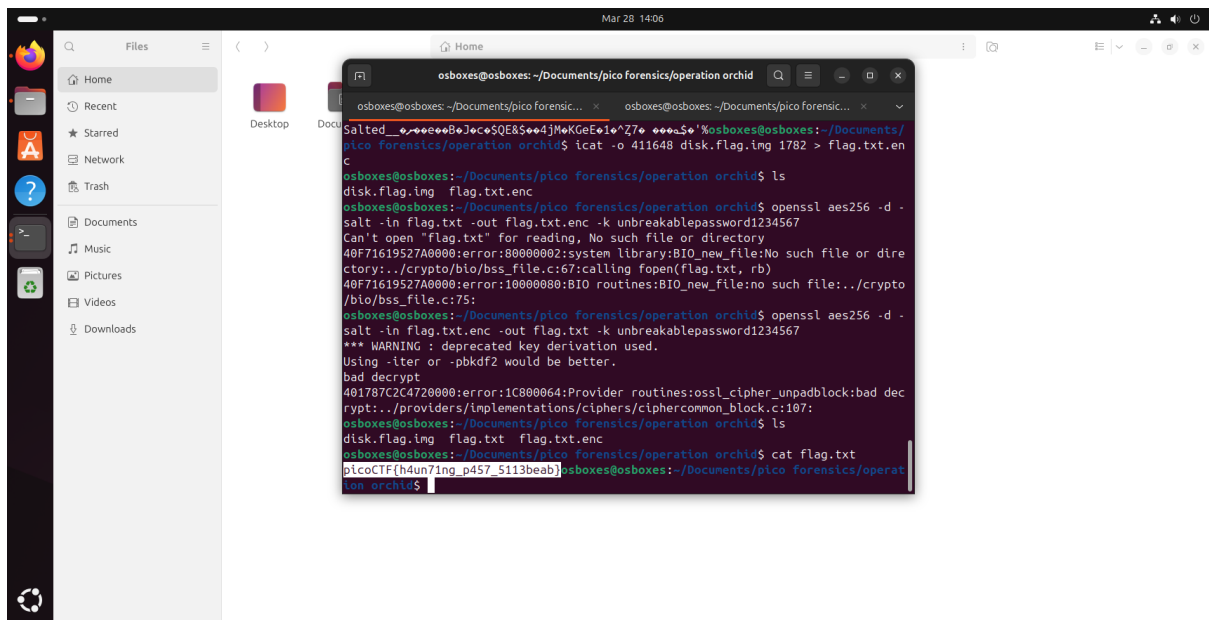 Mar 28 14:06
Files
Home
Home
Recent
Starred
Network
Trash
Documents
Music
Pictures
Videos
Downloads
Desktop
Docu
osboxes@osboxes: ~/Documents/pico forensics/operation orchid
osboxes@osboxes: ~/Documents/pico forensic...
osboxes@osboxes: ~/Documents/pico forensic...
Salted__ osboxes@osboxes:~/Documents/
pico forensics/operation orchid$ icat -o 411648 disk.flag.img 1782 > flag.txt.en
c
osboxes@osboxes:~/Documents/pico forensics/operation orchid$ ls
disk.flag.img  flag.txt.enc
osboxes@osboxes:~/Documents/pico forensics/operation orchid$ openssl aes256 -d -
salt -in flag.txt -out flag.txt.enc -k unbreakablepassword1234567
Can't open "flag.txt" for reading, No such file or directory
40F71619527A0000:error:80000002:system library:BIO_new_file:No such file or dire
ctory:../crypto/bio/bss_file.c:67:calling fopen(flag.txt, rb)
40F71619527A0000:error:10000080:BIO routines:BIO_new_file:no such file:../crypto
/bio/bss_file.c:75:
osboxes@osboxes:~/Documents/pico forensics/operation orchid$ openssl aes256 -d -
salt -in flag.txt.enc -out flag.txt -k unbreakablepassword1234567
*** WARNING : deprecated key derivation used.
Using -iter or -pbkdf2 would be better.
bad decrypt
401787C2C4720000:error:1C800064:Provider routines:ossl_cipher_unpadblock:bad dec
rypt:../providers/implementations/ciphers/ciphercommon_block.c:107:
osboxes@osboxes:~/Documents/pico forensics/operation orchid$ ls
disk.flag.img  flag.txt  flag.txt.enc
osboxes@osboxes:~/Documents/pico forensics/operation orchid$ cat flag.txt
picoCTF{h4un71ng_p457_5113beab}osboxes@osboxes:~/Documents/pico forensics/operat
ion orchid$